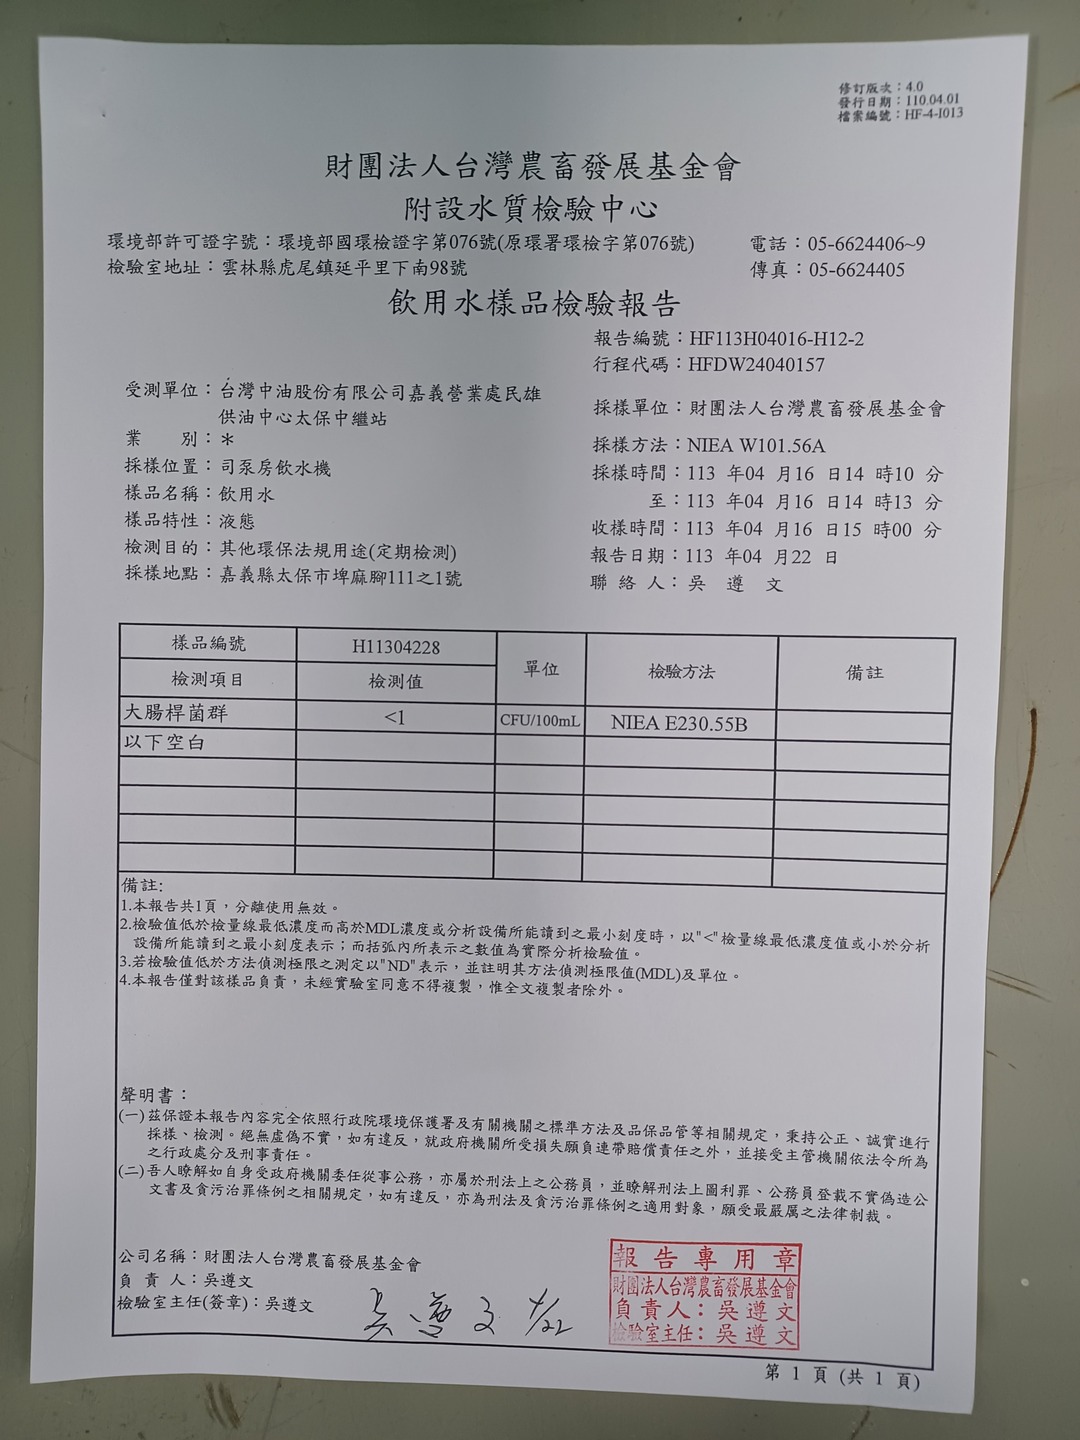 修訂版次：4.0
發行日期：110.04.01
檔案編號：HF-4-I013
財團法人台灣農畜發展基金會
附設水質檢驗中心
環境部許可證字號：環境部國環檢證字第076號(原環署環檢字第076號)
電話：05-6624406~9
檢驗室地址：雲林縣虎尾鎮延平里下南98號
傳真：05-6624405
飲用水樣品檢驗報告
報告編號：HF113H04016-H12-2
行程代碼：HFDW24040157
受測單位：台灣中油股份有限公司嘉義營業處民雄
供油中心太保中繼站
業 別：＊
採樣位置：司泵房飲水機
樣品名稱：飲用水
樣品特性：液態
檢測目的：其他環保法規用途(定期檢測)
採樣地點：嘉義縣太保市埤麻腳111之1號
採樣單位：財團法人台灣農畜發展基金會
採樣方法：NIEA W101.56A
採樣時間：113 年04 月16 日14 時10 分
至：113 年04 月16 日14 時13 分
收樣時間：113 年04 月16 日15 時00 分
報告日期：113 年04 月22 日
聯 絡 人：吳 遵 文
樣品編號 H11304228 單位 檢驗方法 備註
檢測項目 檢測值
大腸桿菌群 <1 CFU/100mL NIEA E230.55B
以下空白
備註:
1.本報告共1頁，分離使用無效。
2.檢驗值低於檢量線最低濃度而高於MDL濃度或分析設備所能讀到之最小刻度時，以"<"檢量線最低濃度值或小於分析
設備所能讀到之最小刻度表示；而括弧內所表示之數值為實際分析檢驗值。
3.若檢驗值低於方法偵測極限之測定以"ND"表示，並註明其方法偵測極限值(MDL)及單位。
4.本報告僅對該樣品負責，未經實驗室同意不得複製，惟全文複製者除外。
聲明書：
(一)茲保證本報告內容完全依照行政院環境保護署及有關機關之標準方法及品保品管等相關規定，秉持公正、誠實進行
採樣、檢測。絕無虛偽不實，如有違反，就政府機關所受損失願負連帶賠償責任之外，並接受主管機關依法令所為
之行政處分及刑事責任。
(二)吾人瞭解如自身受政府機關委任從事公務，亦屬於刑法上之公務員，並瞭解刑法上圖利罪、公務員登載不實偽造公
文書及貪污治罪條例之相關規定，如有違反，亦為刑法及貪污治罪條例之適用對象，願受最嚴厲之法律制裁。
公司名稱：財團法人台灣農畜發展基金會
負 責 人：吳遵文
檢驗室主任(簽章)：吳遵文
吳遵文 4/22
報告專用章
財團法人台灣農畜發展基金會
負責人：吳遵文
檢驗室主任：吳遵文
第 1 頁 (共 1 頁)